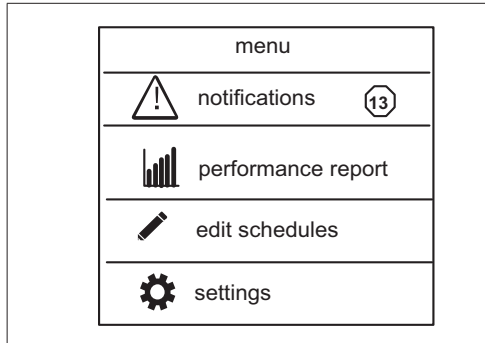 menu
notifications 13
performance report
edit schedules
settings